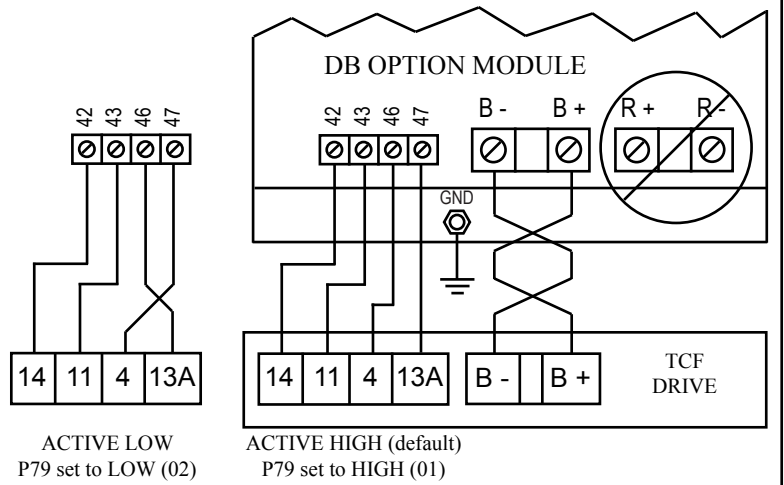 DB OPTION MODULE
42 43 46 47
42 43 46 47
B - B + R + R -
GND
14 11 4 13A
14 11 4 13A
B - B +
TCF
DRIVE
ACTIVE LOW
P79 set to LOW (02)
ACTIVE HIGH (default)
P79 set to HIGH (01)